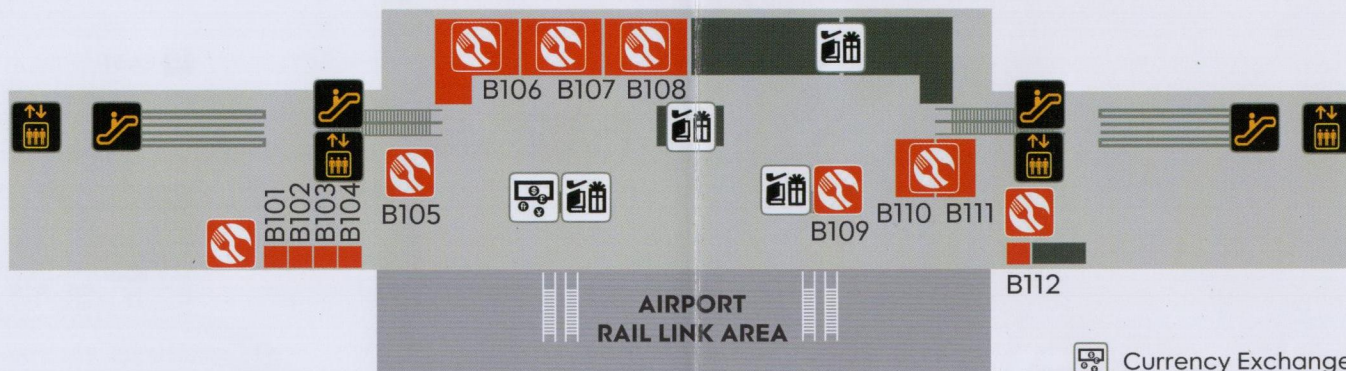 B106 B107 B108
B101
B102
B103
B104
B105
B109
B110 B111
B112
AIRPORT
RAIL LINK AREA
Currency Exchange